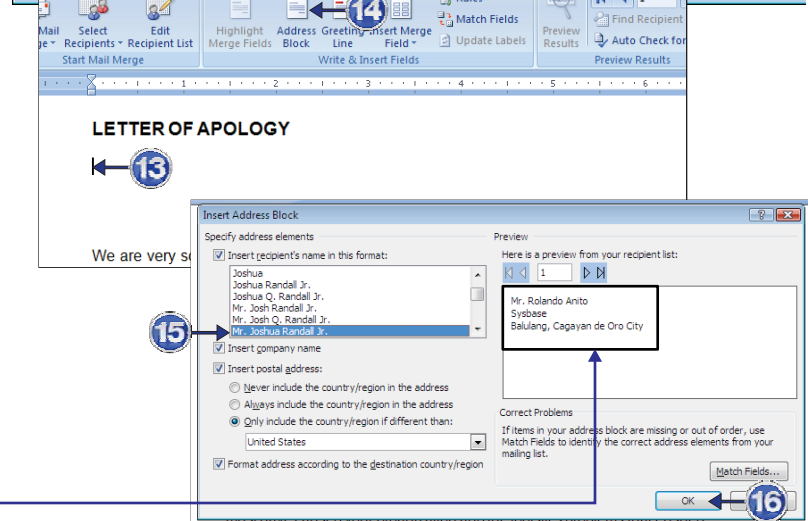 Rules
14
1
Mail Select Edit
Recipients Recipient List
Highlight Address Greeting Insert Merge
Merge Fields Block Line Field
Match Fields
Update Labels
Preview
Results
Find Recipient
Auto Check for
Start Mail Merge Write & Insert Fields Preview Results
1 2 3 4 5 6
LETTER OF APOLOGY
13
We are very
Insert Address Block
Specify address elements
Insert recipient's name in this format:
Joshua
Joshua Randall Jr.
Joshua Q. Randall Jr.
Mr. Josh Randall Jr.
Mr. Josh Q. Randall Jr.
15
Mr. Joshua Randall Jr.
Insert company name
Insert postal address:
Never include the country/region in the address
Always include the country/region in the address
Only include the country/region if different than:
United States
Format address according to the destination country/region
Preview
Here is a preview from your recipient list:
1
Mr. Rolando Anito
Sysbase
Balulang, Cagayan de Oro City
Correct Problems
If items in your address block are missing or out of order, use
Match Fields to identify the correct address elements from your
mailing list.
Match Fields...
OK
16